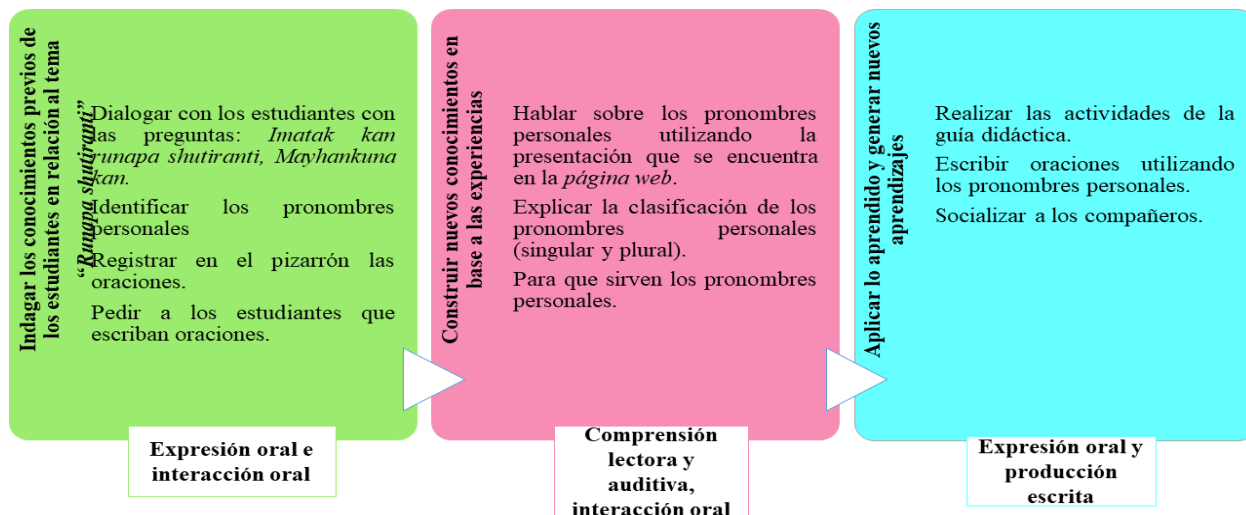 Indagar los conocimientos previos de
los estudiantes en relación al tema
“Runapa shutiranti”
Dialogar con los estudiantes con
las preguntas: Imatak kan
runapa shutiranti, Mayhankuna
kan.
Identificar los pronombres
personales
Registrar en el pizarrón las
oraciones.
Pedir a los estudiantes que
escriban oraciones.
Expresión oral e
interacción oral
Construir nuevos conocimientos en
base a las experiencias
Hablar sobre los pronombres
personales utilizando la
presentación que se encuentra
en la página web.
Explicar la clasificación de los
pronombres personales
(singular y plural).
Para que sirven los pronombres
personales.
Comprensión
lectora y
auditiva,
interacción oral
Aplicar lo aprendido y generar nuevos
aprendizajes
Realizar las actividades de la
guía didáctica.
Escribir oraciones utilizando
los pronombres personales.
Socializar a los compañeros.
Expresión oral y
producción
escrita